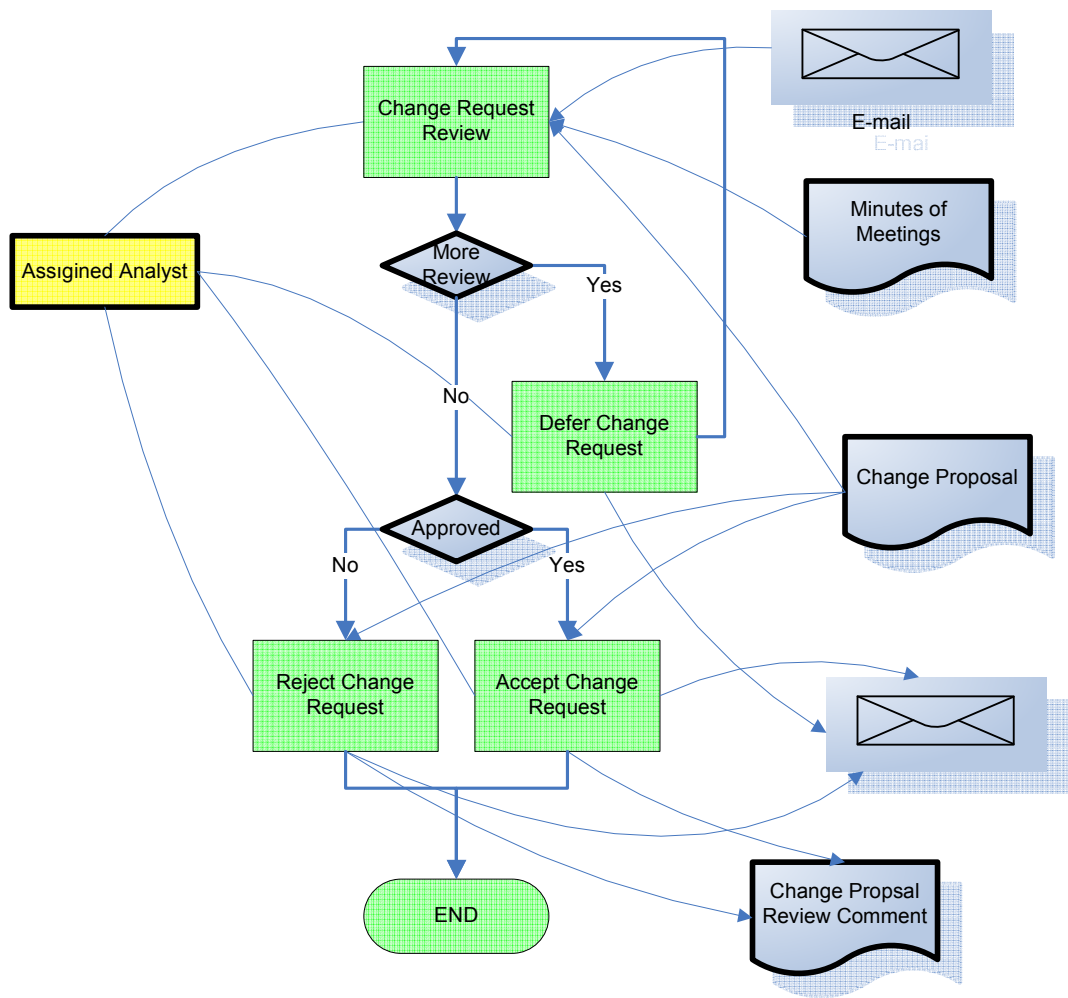 Change Request
Review
E-mail
E-mai
Minutes of
Meetings
Assigined Analyst
More
Review
Yes
No
Defer Change
Request
Change Proposal
Approved
No
Yes
Reject Change
Request
Accept Change
Request
Change Propsal
Review Comment
END